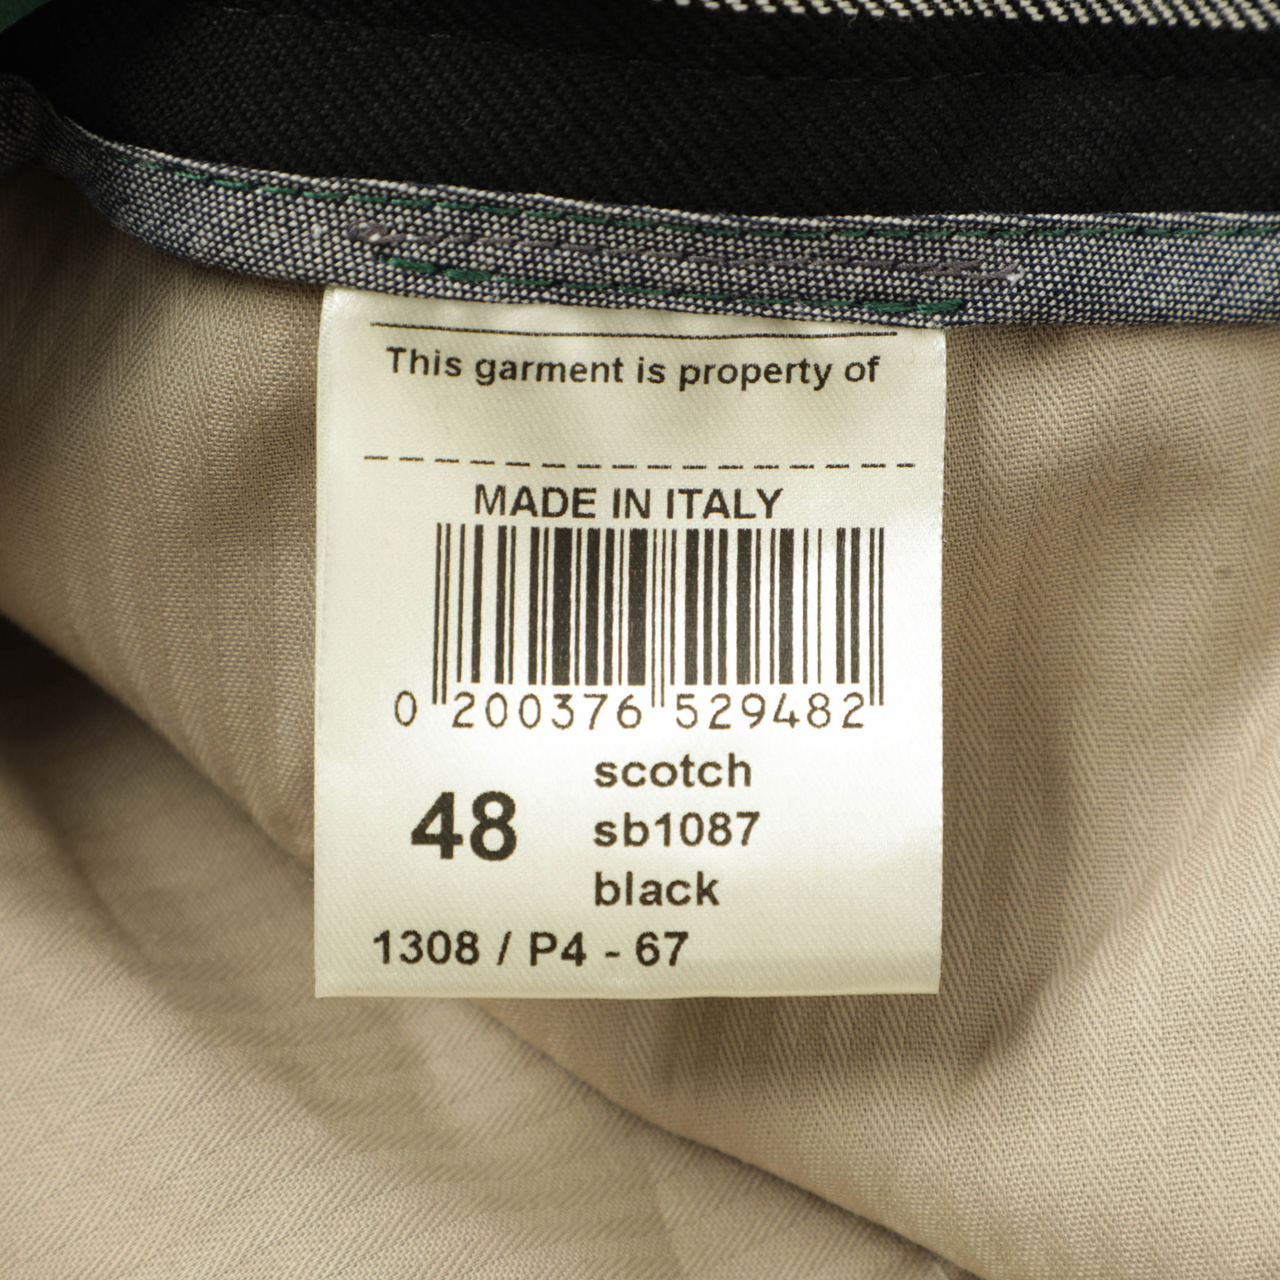 This garment is property of
MADE IN ITALY
0 200376 529482
scotch
48 sb1087
black
1308 / P4 - 67